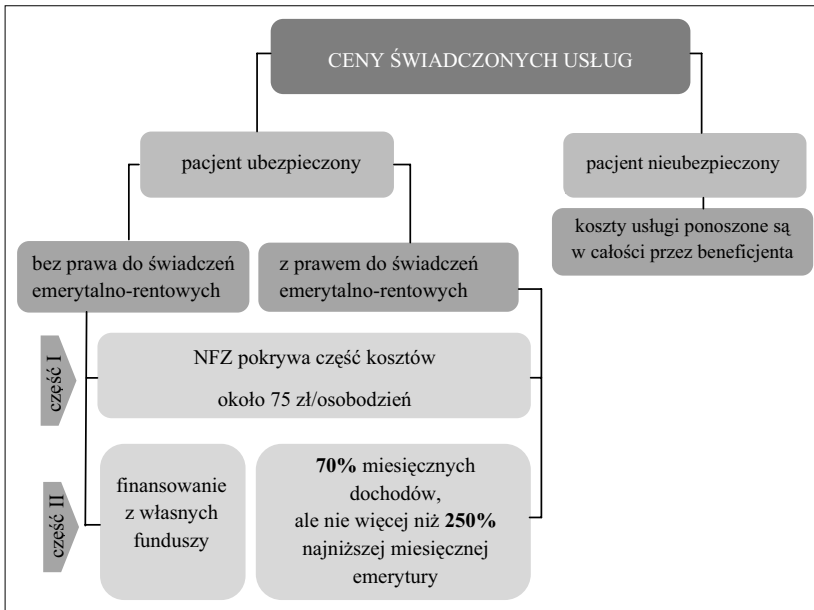 CENY ŚWIADCZONYCH USŁUG
pacjent ubezpieczony
pacjent nieubezpieczony
koszty usługi ponoszone są
w całości przez beneficjenta
bez prawa do świadczeń
emerytalno-rentowych
z prawem do świadczeń
emerytalno-rentowych
część I
NFZ pokrywa część kosztów
około 75 zł/osobodzień
część II
finansowanie
z własnych
funduszy
70% miesięcznych
dochodów,
ale nie więcej niż 250%
najniższej miesięcznej
emerytury